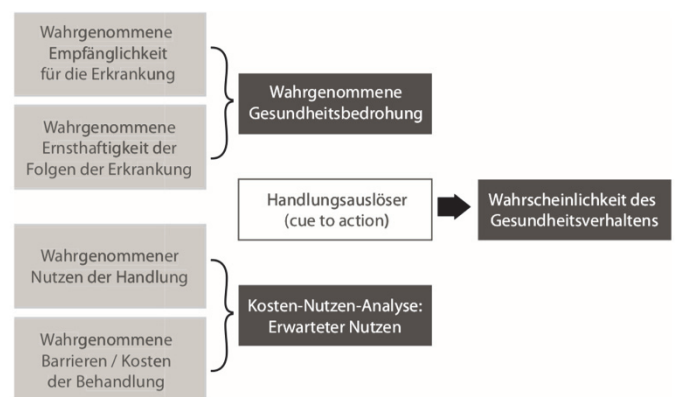 Wahrgenommene
Empfänglichkeit
für die Erkrankung
Wahrgenommene
Ernsthaftigkeit der
Folgen der Erkrankung
Wahrgenommene
Gesundheitsbedrohung
Handlungsauslöser
(cue to action)
Wahrscheinlichkeit des
Gesundheitsverhaltens
Wahrgenommener
Nutzen der Handlung
Wahrgenommene
Barrieren / Kosten
der Behandlung
Kosten-Nutzen-Analyse:
Erwarteter Nutzen